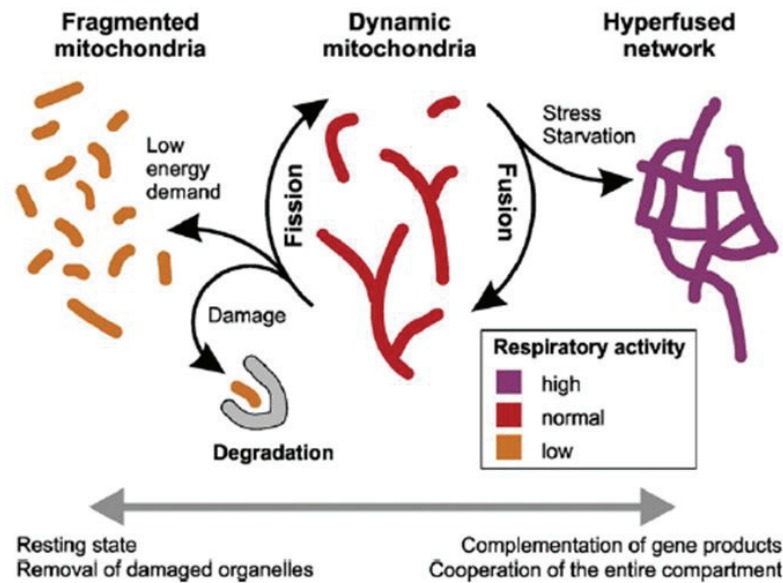 Fragmented
mitochondria
Dynamic
mitochondria
Hyperfused
network
Low
energy
demand
Fission
Fusion
Stress
Starvation
Damage
Degradation
Respiratory activity
high
normal
low
Resting state
Removal of damaged organelles
Complementation of gene products
Cooperation of the entire compartment